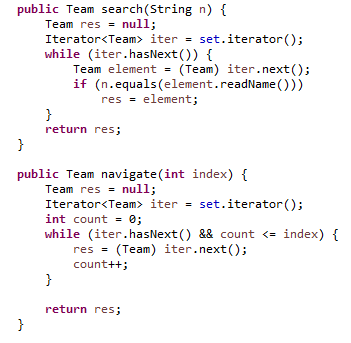 public Team search(String n) {
    Team res = null;
    Iterator<Team> iter = set.iterator();
    while (iter.hasNext()) {
        Team element = (Team) iter.next();
        if (n.equals(element.readName()))
            res = element;
    }
    return res;
}

public Team navigate(int index) {
    Team res = null;
    Iterator<Team> iter = set.iterator();
    int count = 0;
    while (iter.hasNext() && count <= index) {
        res = (Team) iter.next();
        count++;
    }

    return res;
}